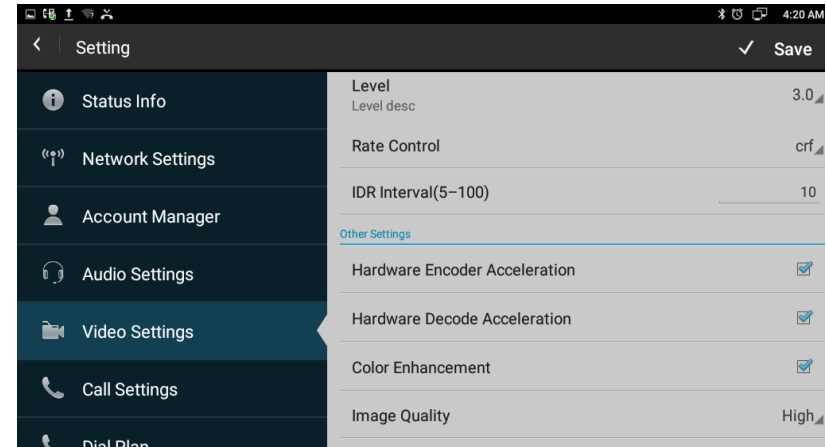 4:20 AM
Setting
Save
Status Info
Network Settings
Account Manager
Audio Settings
Video Settings
Call Settings
Dial Plan
Level
Level desc
3.0
Rate Control
crf
IDR Interval(5–100)
10
Other Settings
Hardware Encoder Acceleration
Hardware Decode Acceleration
Color Enhancement
Image Quality
High